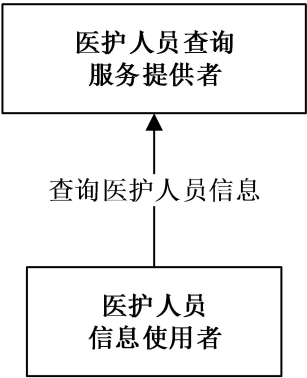 医护人员查询
服务提供者
查询医护人员信息
医护人员
信息使用者